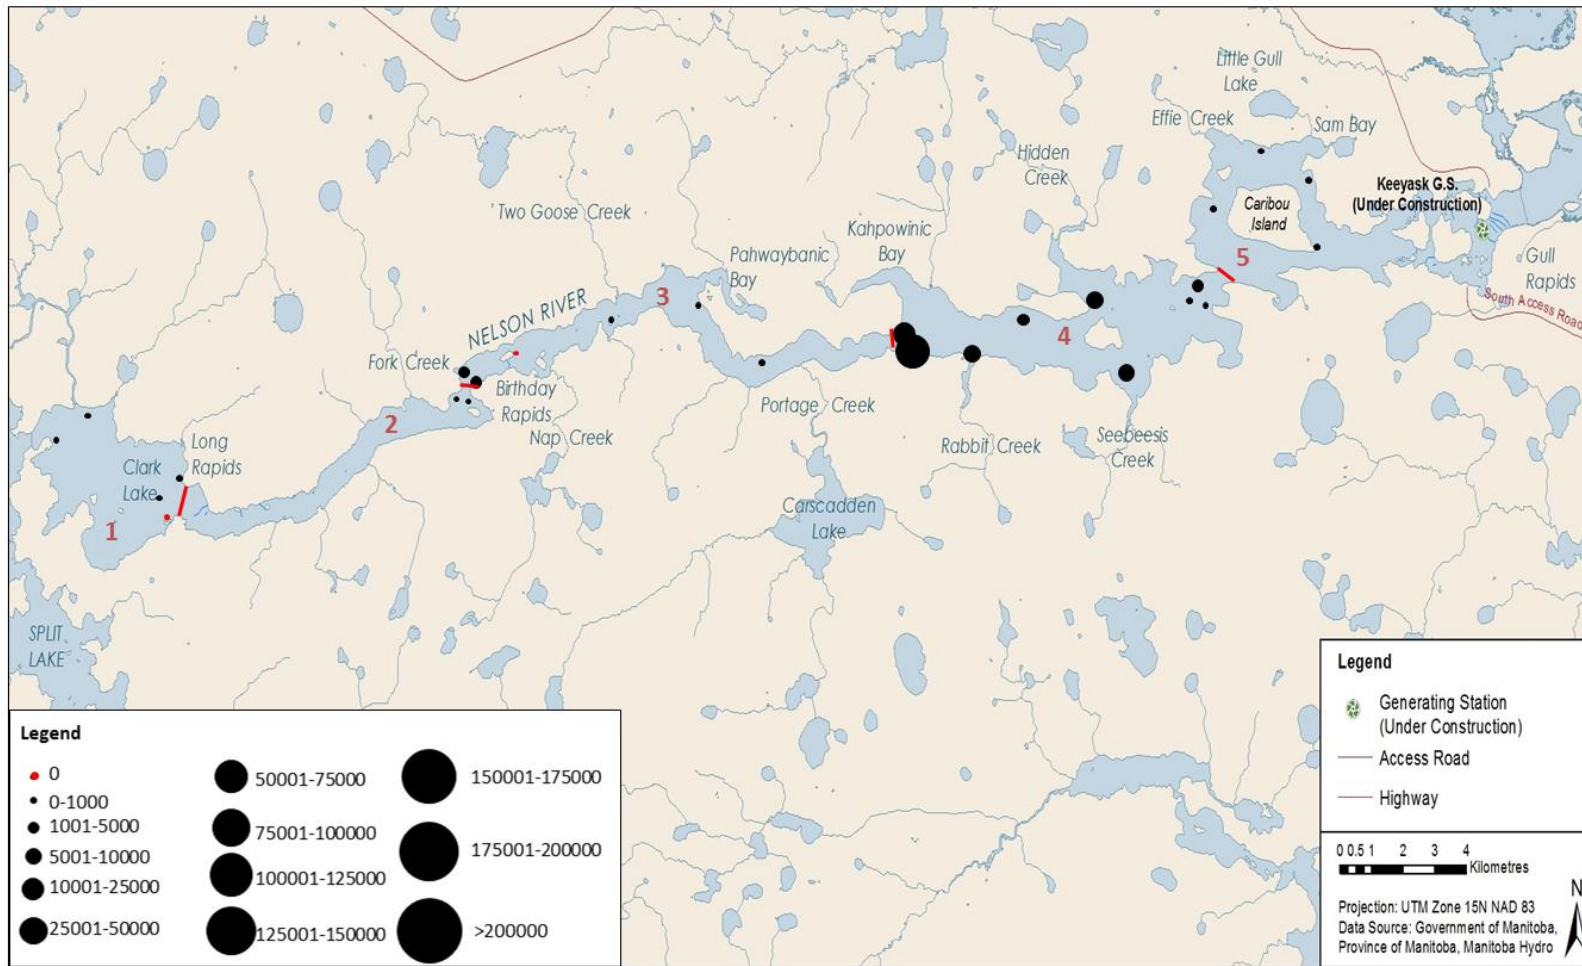 Little Gull
Lake
Effie Creek
Sam Bay
Hidden
Creek
Keeyask G.S.
(Under Construction)
Caribou
Island
Two Goose Creek
Kahpowinic
Bay
Pahwaybanic
Bay
5
Gull
Rapids
South Access Road
3
NELSON RIVER
4
Fork Creek
Birthday
Rapids
Portage Creek
2
Nap Creek
Long
Rapids
Rabbit Creek
Seebeesis
Creek
Clark
Lake
Carscadden
Lake
1
SPLIT
LAKE
Legend
0
0-1000
1001-5000
5001-10000
10001-25000
25001-50000
50001-75000
75001-100000
100001-125000
125001-150000
150001-175000
175001-200000
>200000
Legend
Generating Station
(Under Construction)
Access Road
Highway
0 0.5 1 2 3 4
Kilometres
N
Projection: UTM Zone 15N NAD 83
Data Source: Government of Manitoba,
Province of Manitoba, Manitoba Hydro